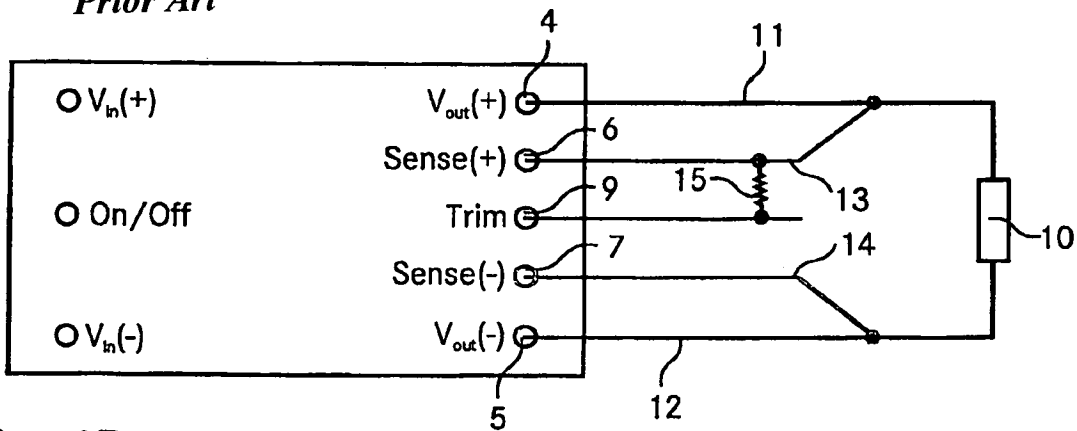 Prior Art
4
11
Vin(+)
Vout(+)
6
Sense(+)
15
13
9
On/Off
Trim
10
7
14
Sense(-)
Vin(-)
Vout(-)
12
5